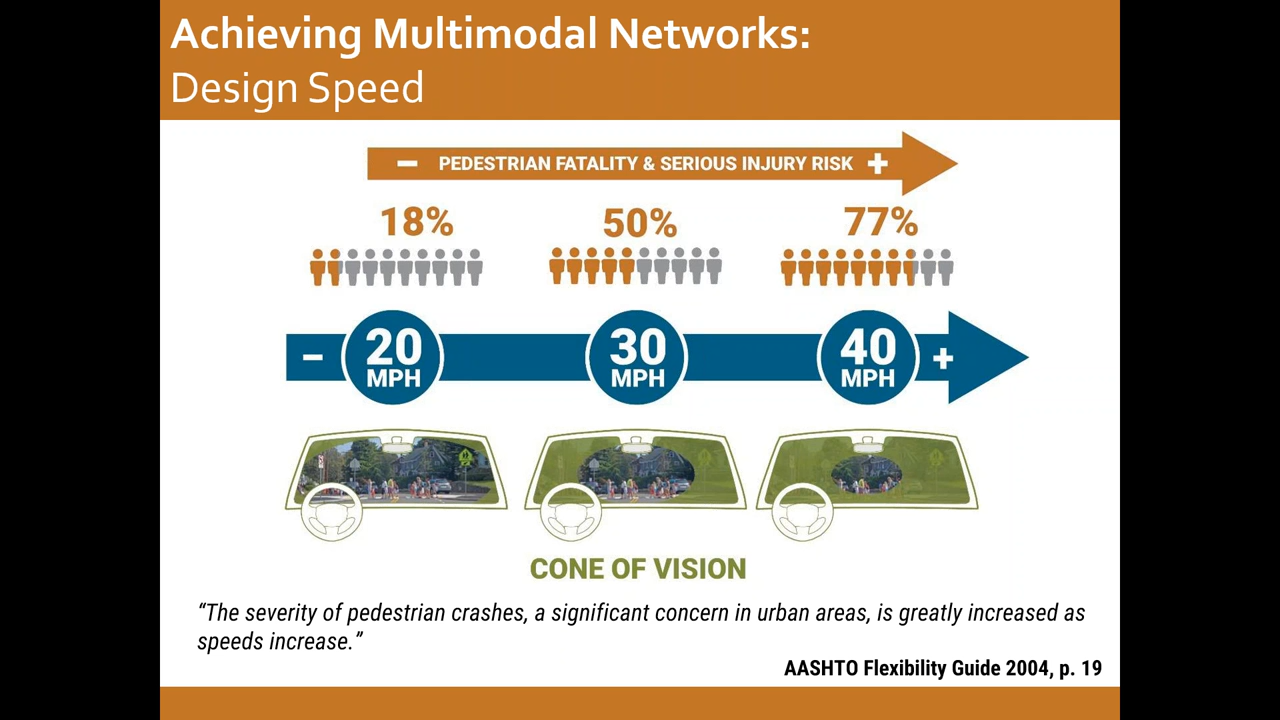 Achieving Multimodal Networks:
Design Speed
− PEDESTRIAN FATALITY & SERIOUS INJURY RISK +
18% 50% 77%
− 20 MPH 30 MPH 40 MPH +
CONE OF VISION
“The severity of pedestrian crashes, a significant concern in urban areas, is greatly increased as
speeds increase.”
AASHTO Flexibility Guide 2004, p. 19